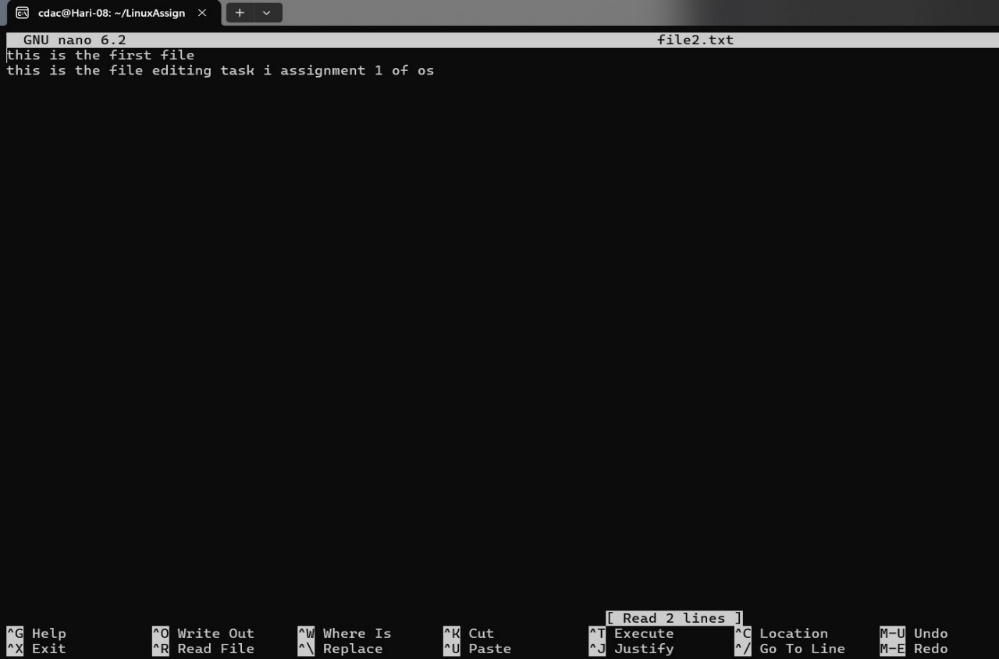 cdac@Hari-08: ~/LinuxAssign × + ⌄
GNU nano 6.2 file2.txt
this is the first file
this is the file editing task i assignment 1 of os
[ Read 2 lines ]
^G Help ^O Write Out ^W Where Is ^K Cut ^T Execute ^C Location M-U Undo
^X Exit ^R Read File ^\ Replace ^U Paste ^J Justify ^/ Go To Line M-E Redo